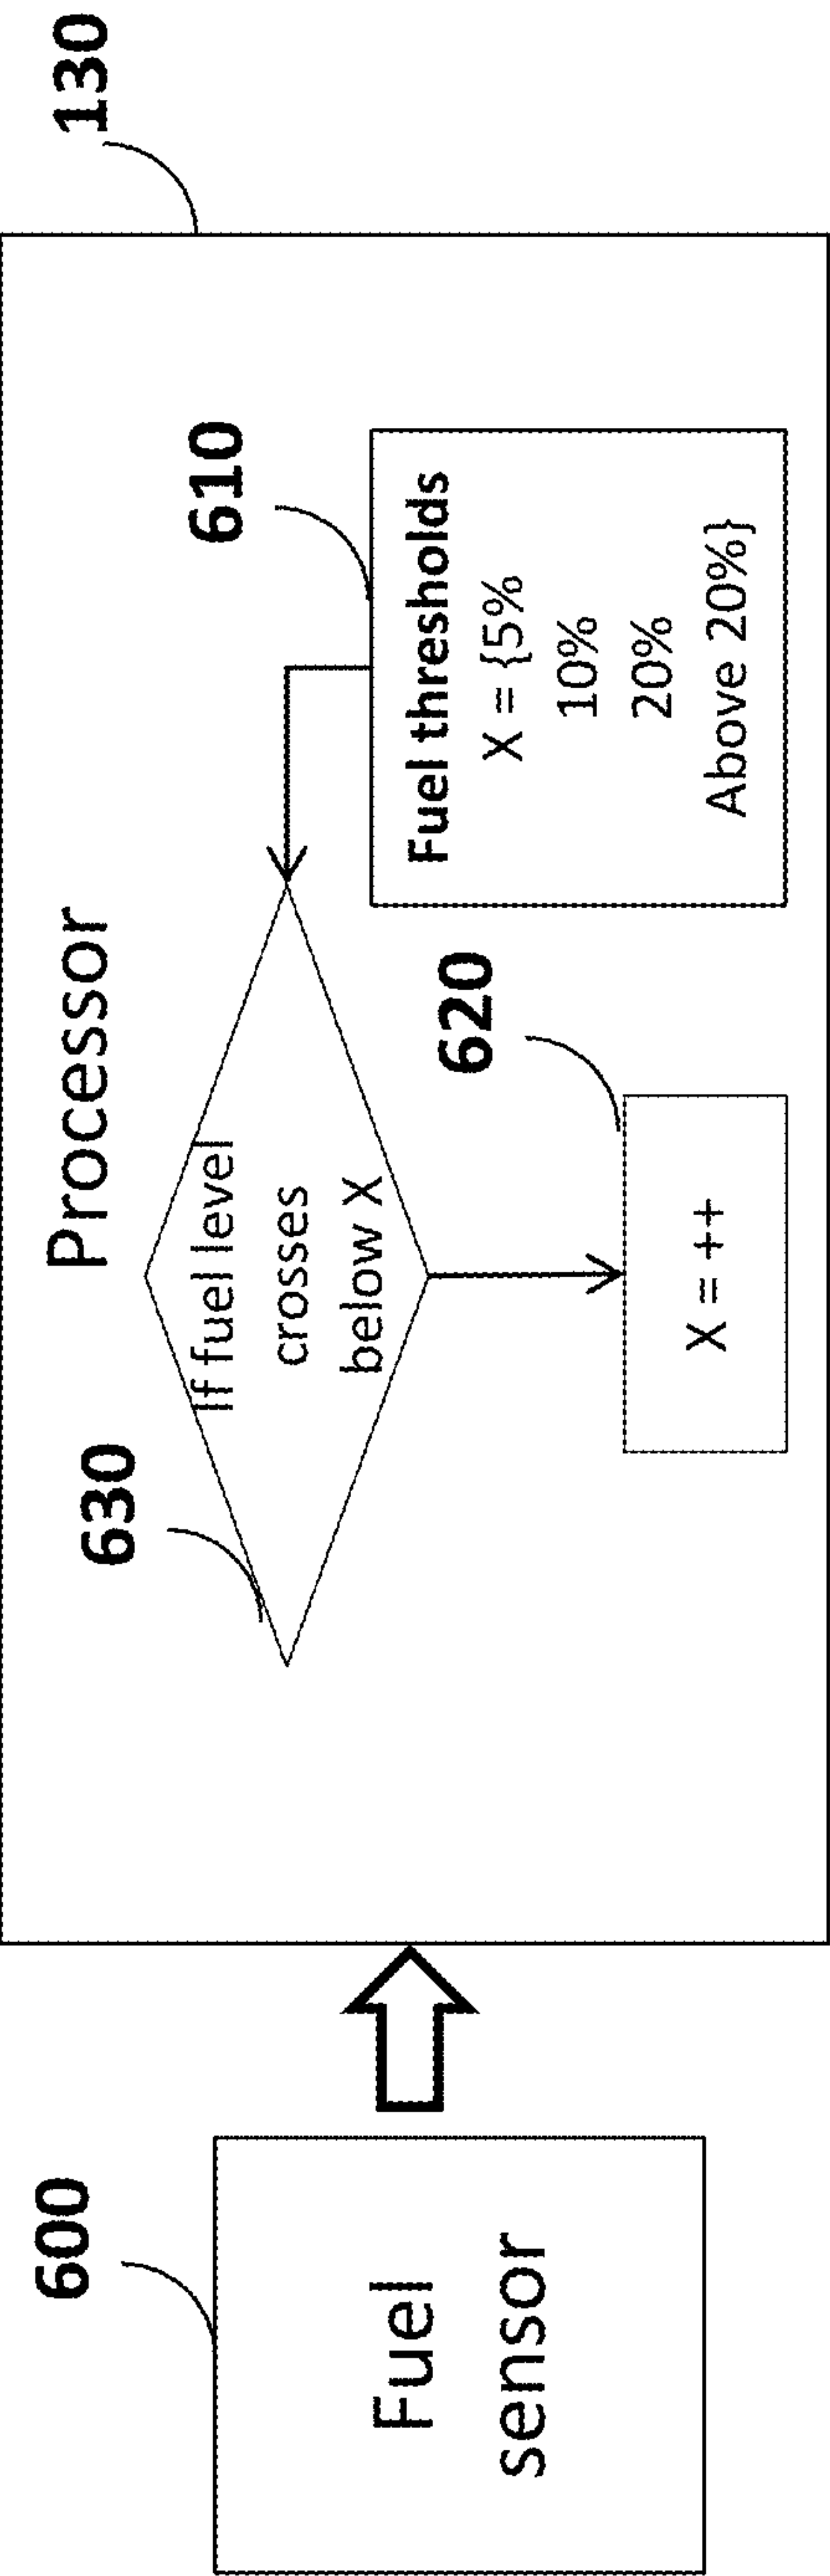 600
Fuel
sensor
130
Processor
630
If fuel level
crosses
below X
610
Fuel thresholds
X = {5%
10%
20%
Above 20%}
620
X = ++